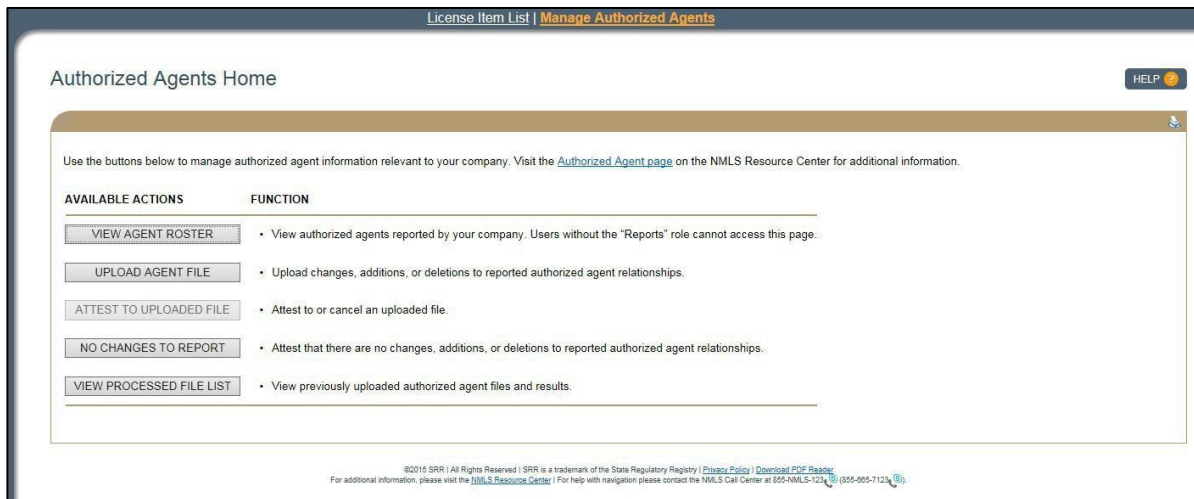 License Item List | Manage Authorized Agents
Authorized Agents Home
HELP ?
Use the buttons below to manage authorized agent information relevant to your company. Visit the Authorized Agent page on the NMLS Resource Center for additional information.
AVAILABLE ACTIONS FUNCTION
VIEW AGENT ROSTER • View authorized agents reported by your company. Users without the “Reports” role cannot access this page.
UPLOAD AGENT FILE • Upload changes, additions, or deletions to reported authorized agent relationships.
ATTEST TO UPLOADED FILE • Attest to or cancel an uploaded file.
NO CHANGES TO REPORT • Attest that there are no changes, additions, or deletions to reported authorized agent relationships.
VIEW PROCESSED FILE LIST • View previously uploaded authorized agent files and results.
©2015 SRR | All Rights Reserved | SRR is a trademark of the State Regulatory Registry | Privacy Policy | Download PDF Reader
For additional information, please visit the NMLS Resource Center | For help with navigation please contact the NMLS Call Center at 855-NMLS-123 (855-665-7123).